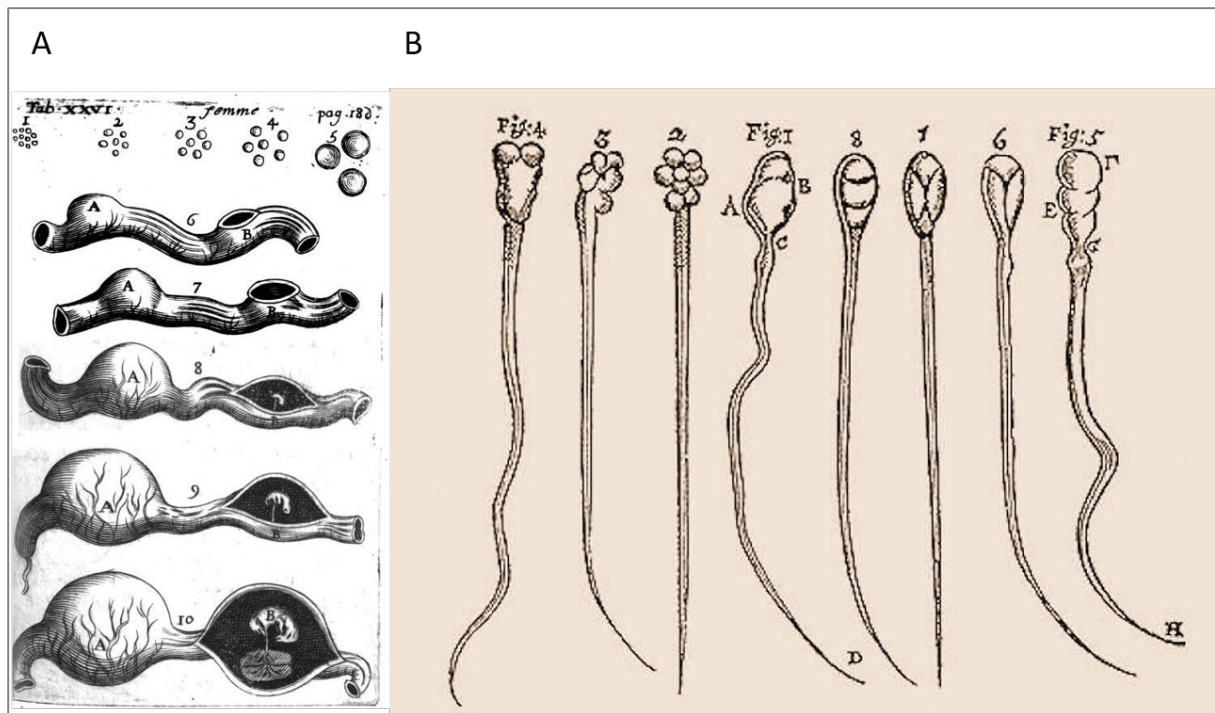 A B
Tab. XXVI. femme pag. 186.
1 2 3 4 5
A 6 B
A 7 B
A 8 B
A 9 B
A 10 B
Fig:4 3 2 Fig:1 8 7 6 Fig:5
A B C D
E F G H